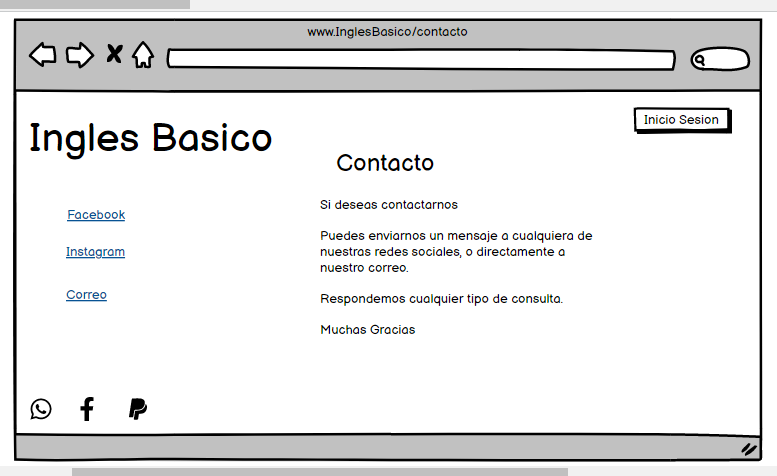 www.InglesBasico/contacto
Inicio Sesion
Ingles Basico
Contacto
Facebook
Instagram
Correo
Si deseas contactarnos
Puedes enviarnos un mensaje a cualquiera de
nuestras redes sociales, o directamente a
nuestro correo.
Respondemos cualquier tipo de consulta.
Muchas Gracias